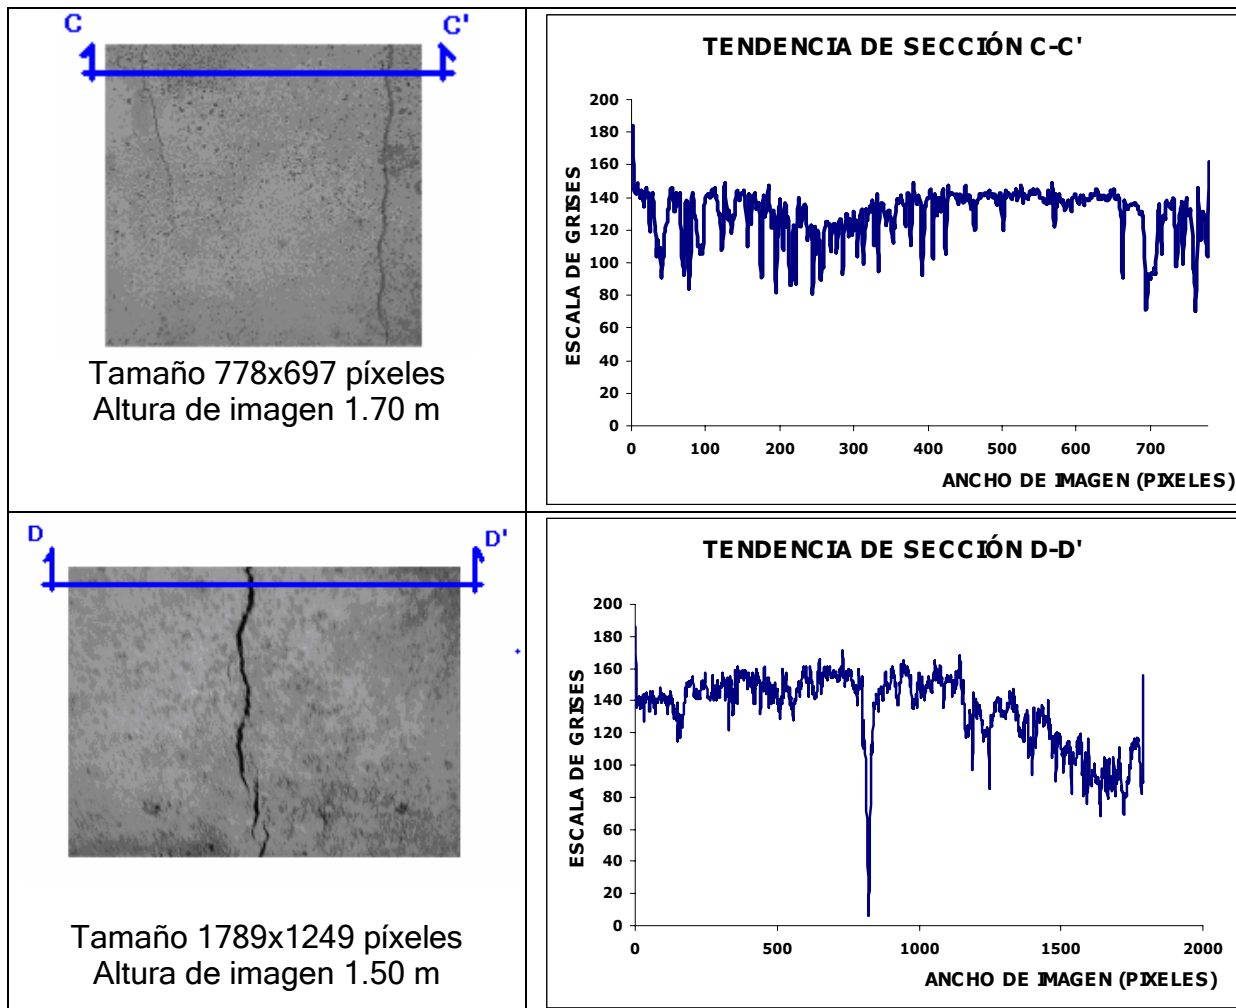 C C'
TENDENCIA DE SECCIÓN C-C'
ESCALA DE GRISES
200
180
160
140
120
100
80
60
40
20
0
0 100 200 300 400 500 600 700
ANCHO DE IMAGEN (PIXELES)
Tamaño 778x697 píxeles
Altura de imagen 1.70 m
D D'
TENDENCIA DE SECCIÓN D-D'
ESCALA DE GRISES
200
180
160
140
120
100
80
60
40
20
0
0 500 1000 1500 2000
ANCHO DE IMAGEN (PIXELES)
Tamaño 1789x1249 píxeles
Altura de imagen 1.50 m